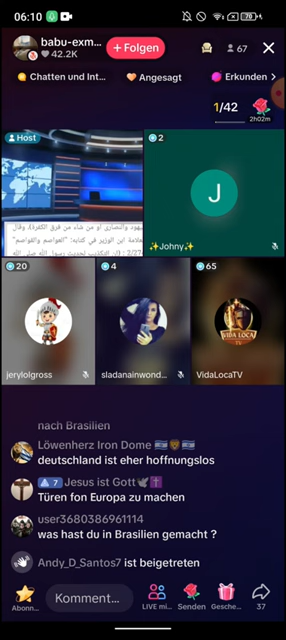 06:10
70
babu-exm...
42.2K
+ Folgen
67
Chatten und Int...
Angesagt
Erkunden
1/42
2h02m
Host
2
J
✨Johny✨
20
4
65
jerylolgross
sladanainwond...
VidaLocaTV
VIDA LOCA
nach Brasilien
Löwenherz Iron Dome 🇮🇱🦁🇮🇱
deutschland ist eher hoffnungslos
7 Jesus ist Gott🕊️✝️
Türen fon Europa zu machen
user3680386961114
was hast du in Brasilien gemacht ?
Andy_D_Santos7 ist beigetreten
Abonn...
Komment...
LIVE mi...
Senden
Gesche...
37